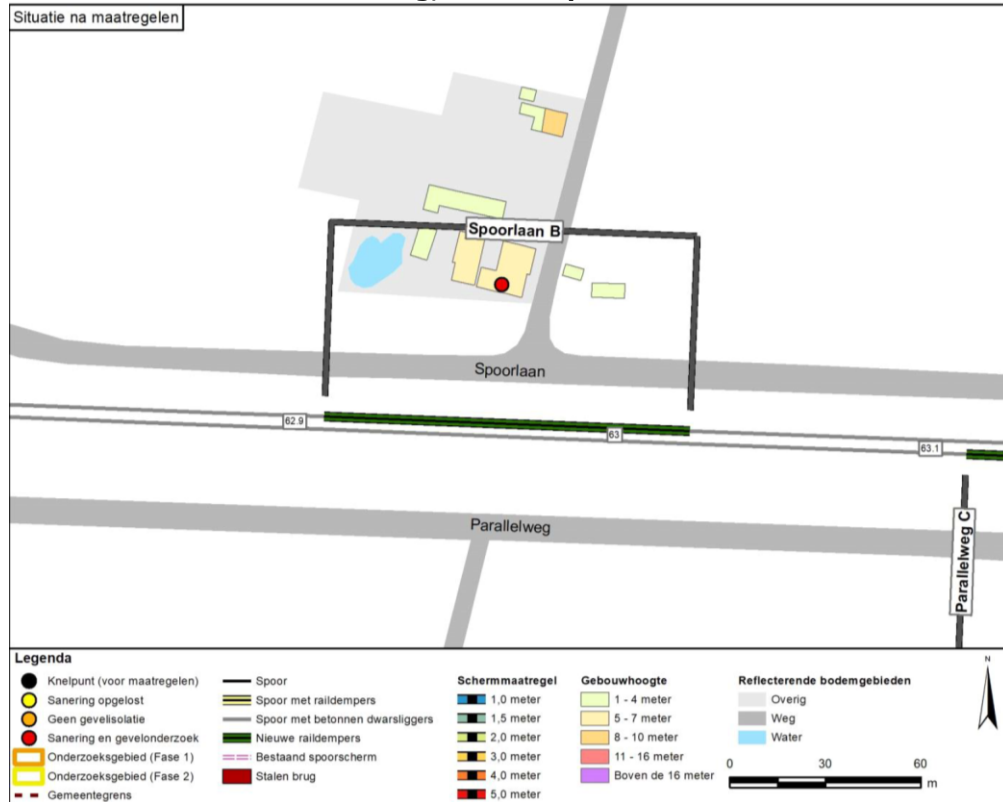 Situatie na maatregelen
Spoorlaan B
Spoorlaan
62.9
63
63.1
Parallelweg
Parallelweg C
Legenda
Knelpunt (voor maatregelen)
Sanering opgelost
Geen gevelisolatie
Sanering en gevelonderzoek
Onderzoeksgebied (Fase 1)
Onderzoeksgebied (Fase 2)
Gemeentegrens
Spoor
Spoor met raildempers
Spoor met betonnen dwarsliggers
Nieuwe raildempers
Bestaand spoorscherm
Stalen brug
Schermmaatregel
1,0 meter
1,5 meter
2,0 meter
3,0 meter
4,0 meter
5,0 meter
Gebouwhoogte
1 - 4 meter
5 - 7 meter
8 - 10 meter
11 - 16 meter
Boven de 16 meter
Reflecterende bodemgebieden
Overig
Weg
Water
N
0 30 60
m